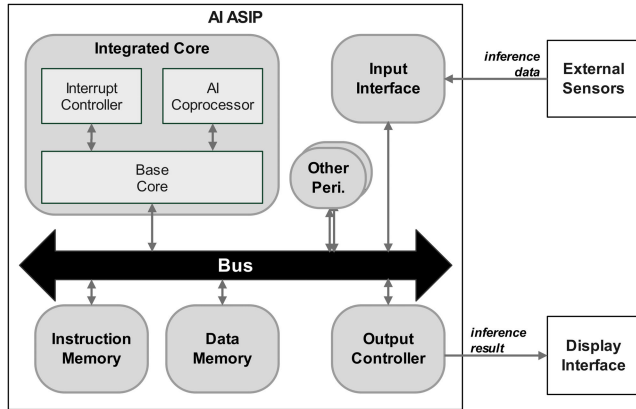 AI ASIP
Integrated Core
Interrupt
Controller
AI
Coprocessor
Base
Core
Input
Interface
inference
data
External
Sensors
Other
Peri.
Bus
Instruction
Memory
Data
Memory
Output
Controller
inference
result
Display
Interface